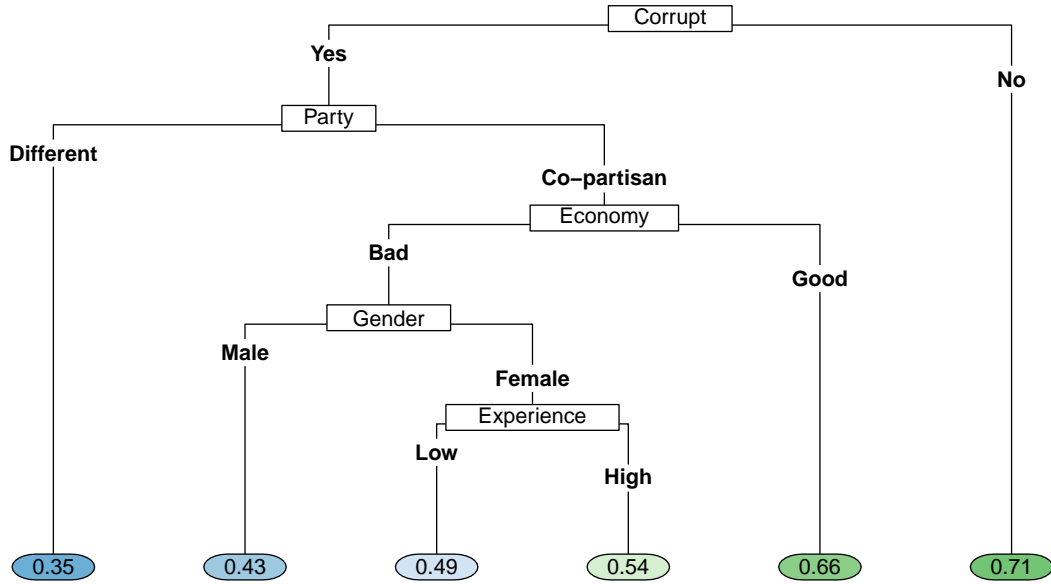 Corrupt
Yes
No
Party
Different
Co−partisan
Economy
Bad
Good
Gender
Male
Female
Experience
Low
High
0.35
0.43
0.49
0.54
0.66
0.71